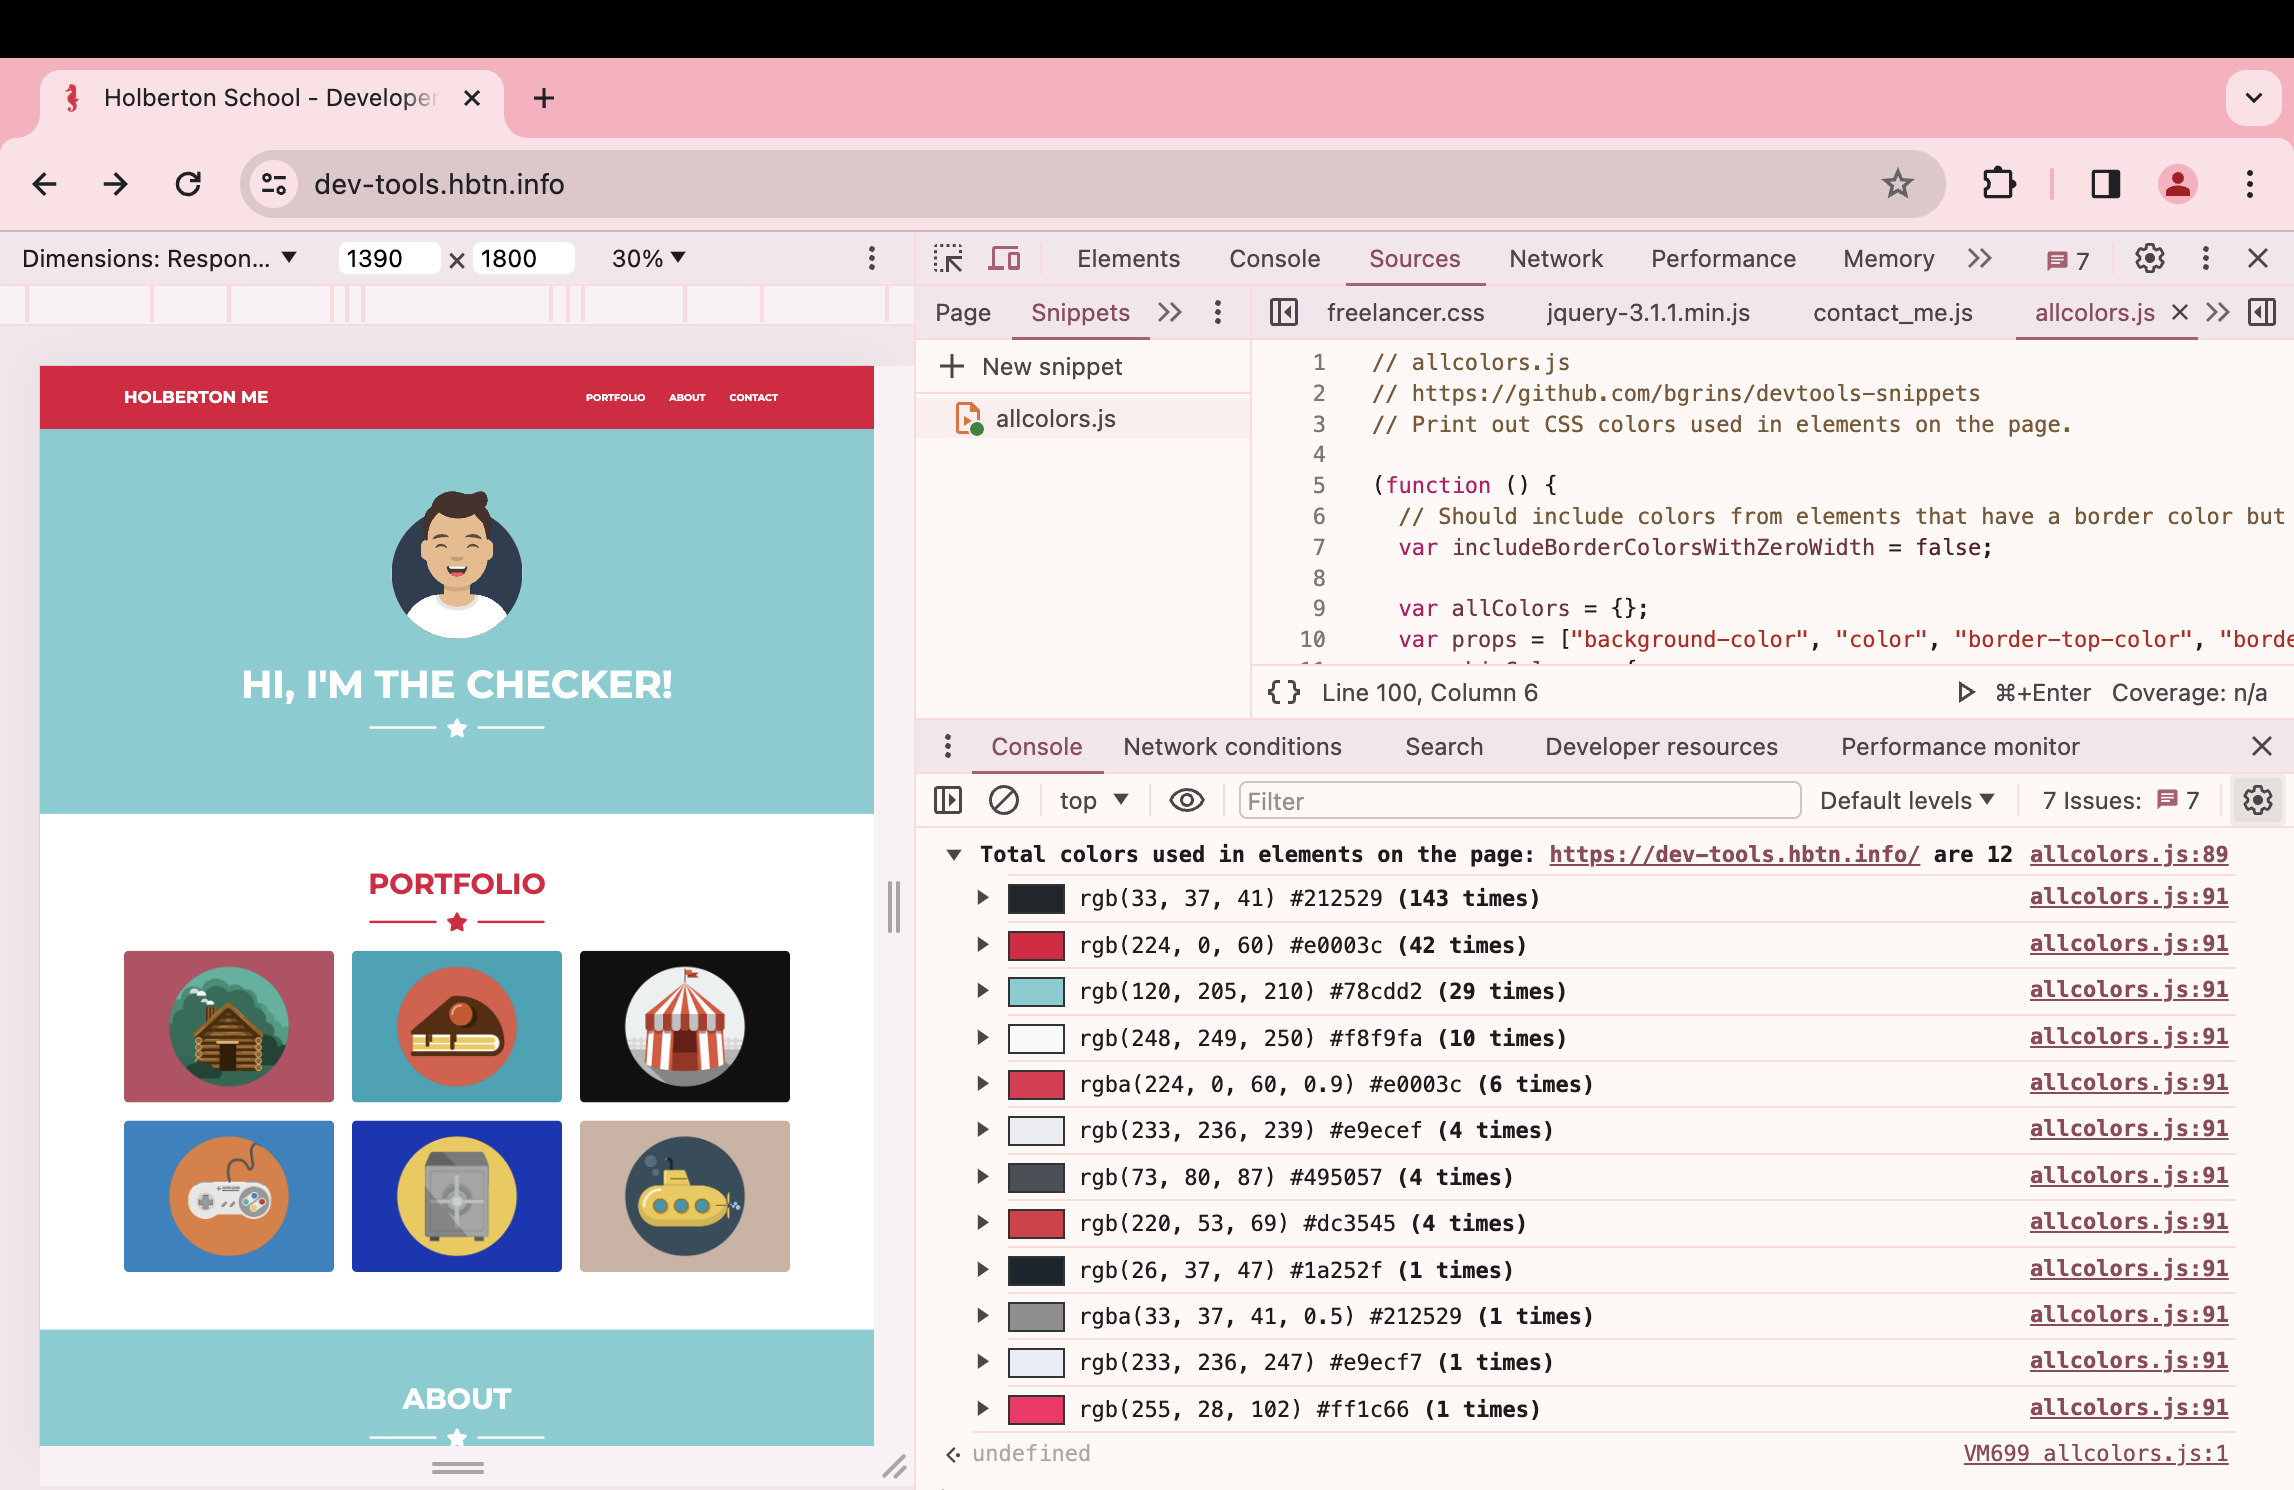 Holberton School - Developer
dev-tools.hbtn.info
Dimensions: Respon... 1390 × 1800 30%
Elements Console Sources Network Performance Memory 7
Page Snippets
freelancer.css jquery-3.1.1.min.js contact_me.js allcolors.js
New snippet
allcolors.js
1 // allcolors.js
2 // https://github.com/bgrins/devtools-snippets
3 // Print out CSS colors used in elements on the page.
4
5 (function () {
6 // Should include colors from elements that have a border color but
7 var includeBorderColorsWithZeroWidth = false;
8
9 var allColors = {};
10 var props = ["background-color", "color", "border-top-color", "borde
{ } Line 100, Column 6 ⌘+Enter Coverage: n/a
HOLBERTON ME PORTFOLIO ABOUT CONTACT
HI, I'M THE CHECKER!
PORTFOLIO
ABOUT
Console Network conditions Search Developer resources Performance monitor
top Filter Default levels 7 Issues: 7
Total colors used in elements on the page: https://dev-tools.hbtn.info/ are 12 allcolors.js:89
rgb(33, 37, 41) #212529 (143 times) allcolors.js:91
rgb(224, 0, 60) #e0003c (42 times) allcolors.js:91
rgb(120, 205, 210) #78cdd2 (29 times) allcolors.js:91
rgb(248, 249, 250) #f8f9fa (10 times) allcolors.js:91
rgba(224, 0, 60, 0.9) #e0003c (6 times) allcolors.js:91
rgb(233, 236, 239) #e9ecef (4 times) allcolors.js:91
rgb(73, 80, 87) #495057 (4 times) allcolors.js:91
rgb(220, 53, 69) #dc3545 (4 times) allcolors.js:91
rgb(26, 37, 47) #1a252f (1 times) allcolors.js:91
rgba(33, 37, 41, 0.5) #212529 (1 times) allcolors.js:91
rgb(233, 236, 247) #e9ecf7 (1 times) allcolors.js:91
rgb(255, 28, 102) #ff1c66 (1 times) allcolors.js:91
undefined VM699 allcolors.js:1